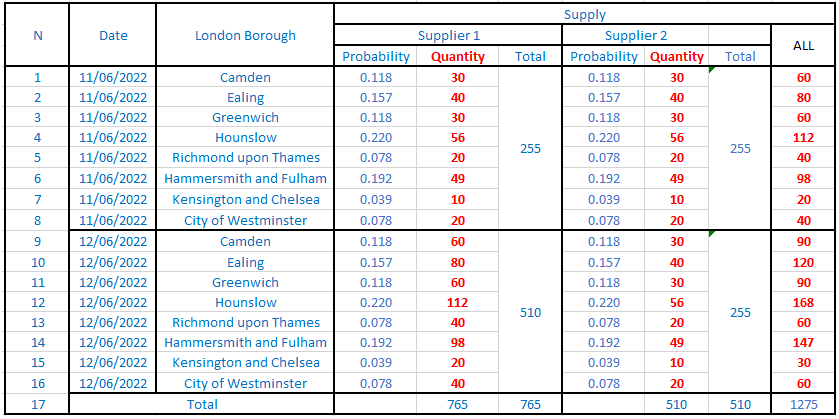 Supply
N Date London Borough Supplier 1 Supplier 2 ALL
Probability Quantity Total Probability Quantity Total
1 11/06/2022 Camden 0.118 30 0.118 30 60
2 11/06/2022 Ealing 0.157 40 0.157 40 80
3 11/06/2022 Greenwich 0.118 30 0.118 30 60
4 11/06/2022 Hounslow 0.220 56 255 0.220 56 255 112
5 11/06/2022 Richmond upon Thames 0.078 20 0.078 20 40
6 11/06/2022 Hammersmith and Fulham 0.192 49 0.192 49 98
7 11/06/2022 Kensington and Chelsea 0.039 10 0.039 10 20
8 11/06/2022 City of Westminster 0.078 20 0.078 20 40
9 12/06/2022 Camden 0.118 60 0.118 30 90
10 12/06/2022 Ealing 0.157 80 0.157 40 120
11 12/06/2022 Greenwich 0.118 60 0.118 30 90
12 12/06/2022 Hounslow 0.220 112 510 0.220 56 255 168
13 12/06/2022 Richmond upon Thames 0.078 40 0.078 20 60
14 12/06/2022 Hammersmith and Fulham 0.192 98 0.192 49 147
15 12/06/2022 Kensington and Chelsea 0.039 20 0.039 10 30
16 12/06/2022 City of Westminster 0.078 40 0.078 20 60
17 Total 765 765 510 510 1275